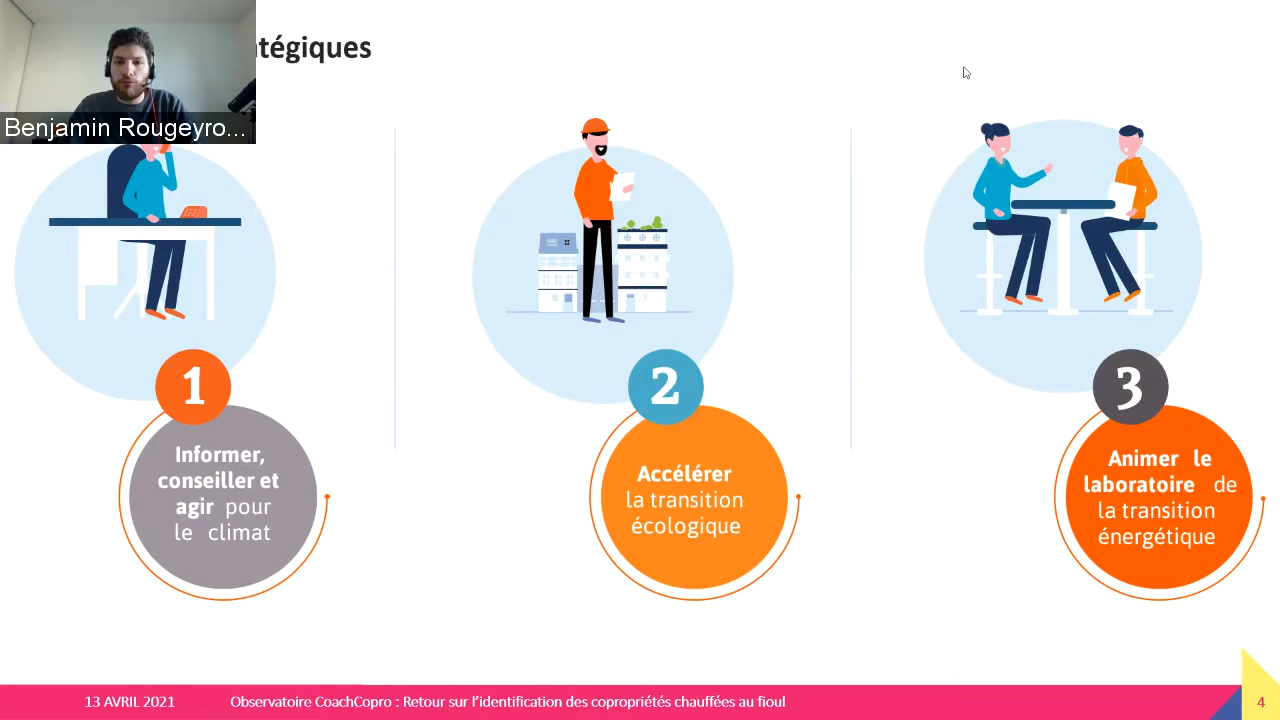 tégiques
Benjamin Rougeyro...
1
Informer,
conseiller et
agir pour
le climat
2
Accélérer
la transition
écologique
3
Animer le
laboratoire de
la transition
énergétique
13 AVRIL 2021
Observatoire CoachCopro : Retour sur l'identification des copropriétés chauffées au fioul
4